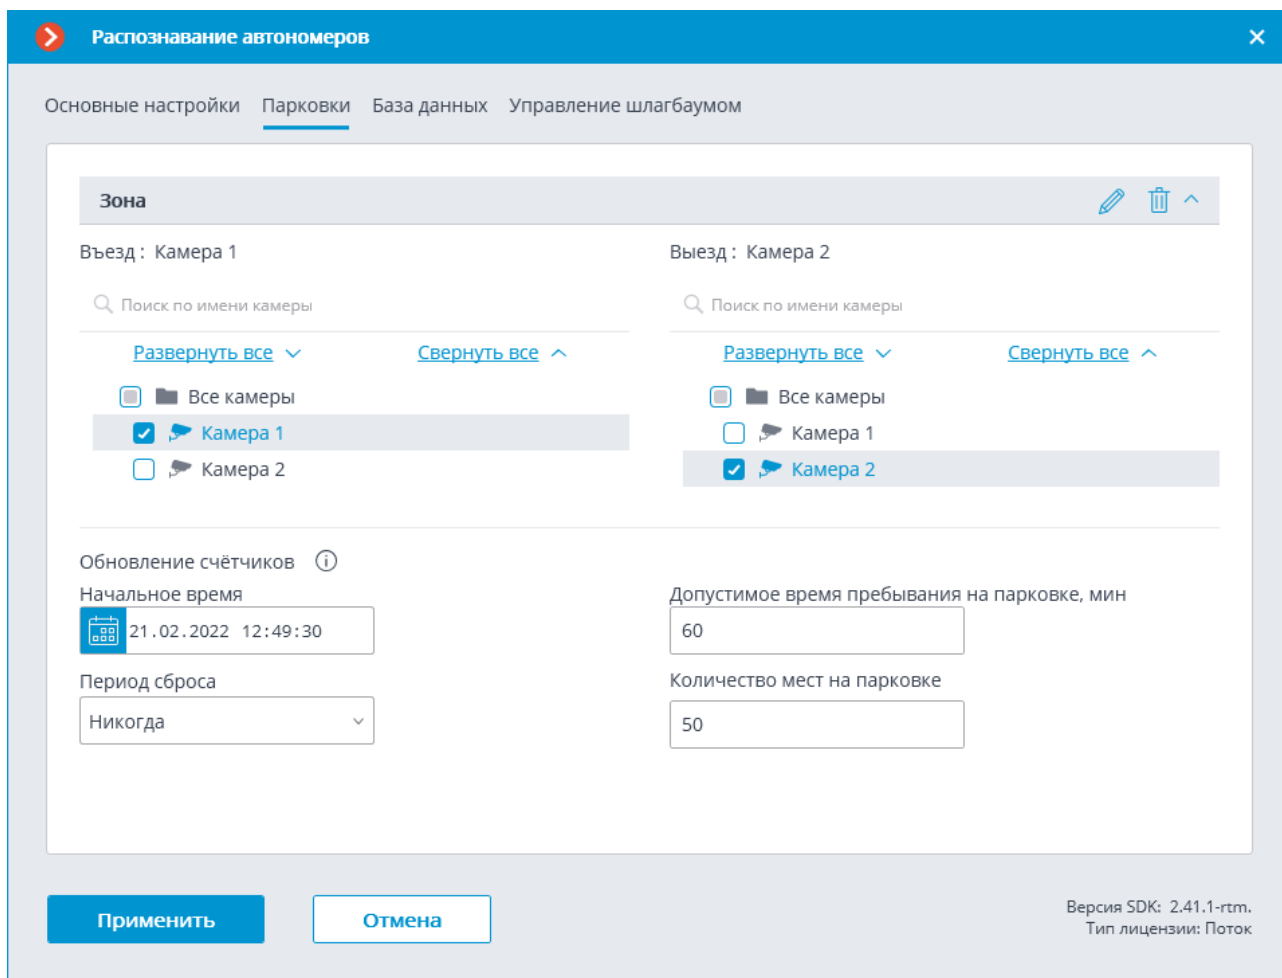 Распознавание автономеров
Основные настройки Парковки База данных Управление шлагбаумом
Зона
Въезд : Камера 1
Выезд : Камера 2
Поиск по имени камеры
Поиск по имени камеры
Развернуть все Свернуть все
Развернуть все Свернуть все
Все камеры
Камера 1
Камера 2
Все камеры
Камера 1
Камера 2
Обновление счётчиков
Начальное время
21.02.2022 12:49:30
Период сброса
Никогда
Допустимое время пребывания на парковке, мин
60
Количество мест на парковке
50
Применить
Отмена
Версия SDK: 2.41.1-rtm.
Тип лицензии: Поток